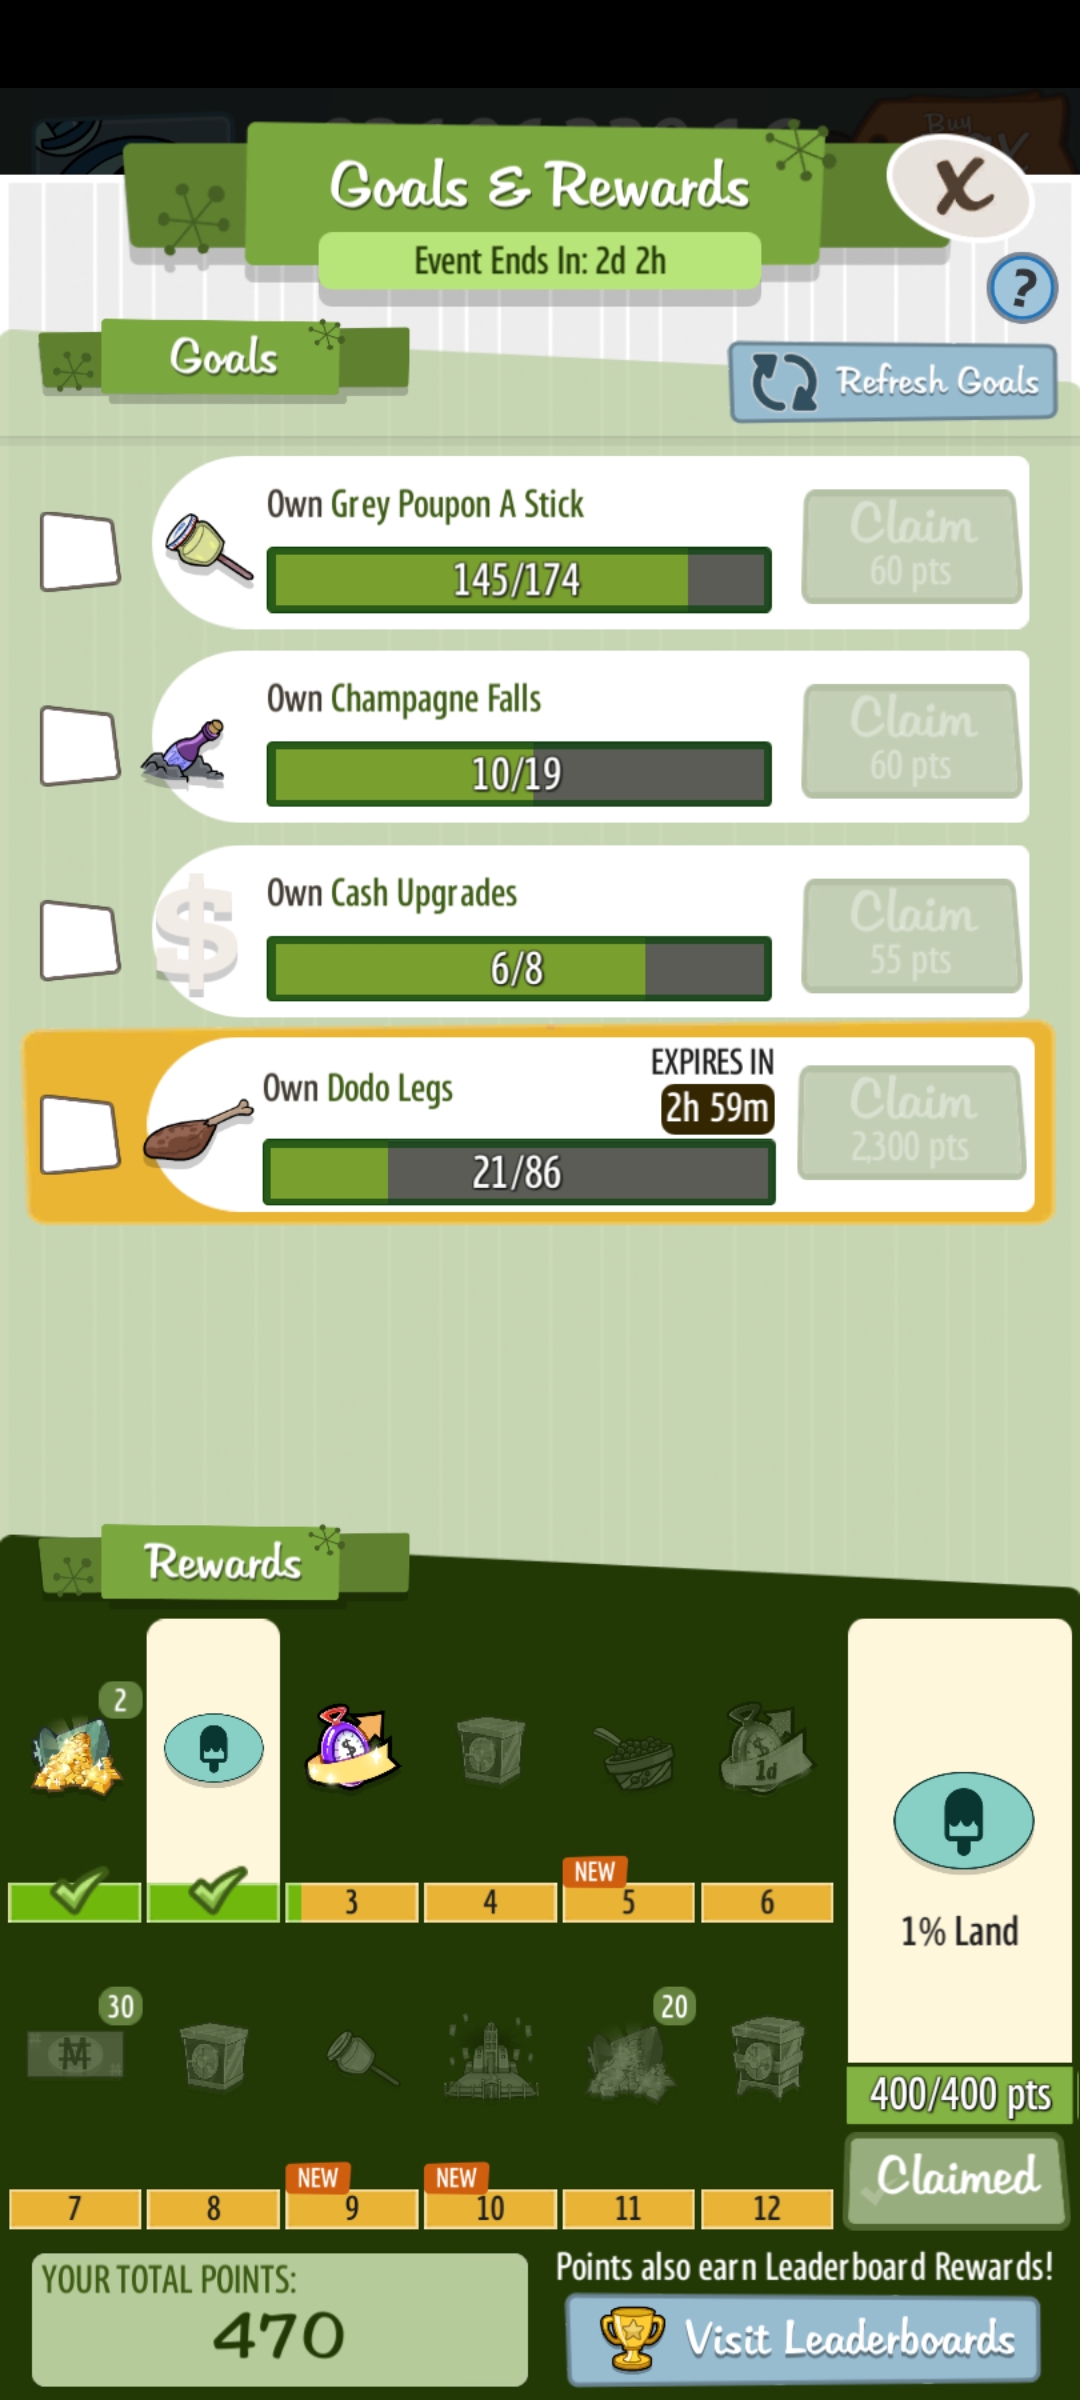 Buy
Goals & Rewards
X
Event Ends In: 2d 2h
?
Goals
Refresh Goals
Own Grey Poupon A Stick
145/174
Claim
60 pts
Own Champagne Falls
10/19
Claim
60 pts
$
Own Cash Upgrades
6/8
Claim
55 pts
Own Dodo Legs
EXPIRES IN
2h 59m
21/86
Claim
2,300 pts
Rewards
2
$
1d
NEW
3
4
5
6
1% Land
30
20
400/400 pts
NEW
NEW
7
8
9
10
11
12
Claimed
YOUR TOTAL POINTS:
470
Points also earn Leaderboard Rewards!
Visit Leaderboards